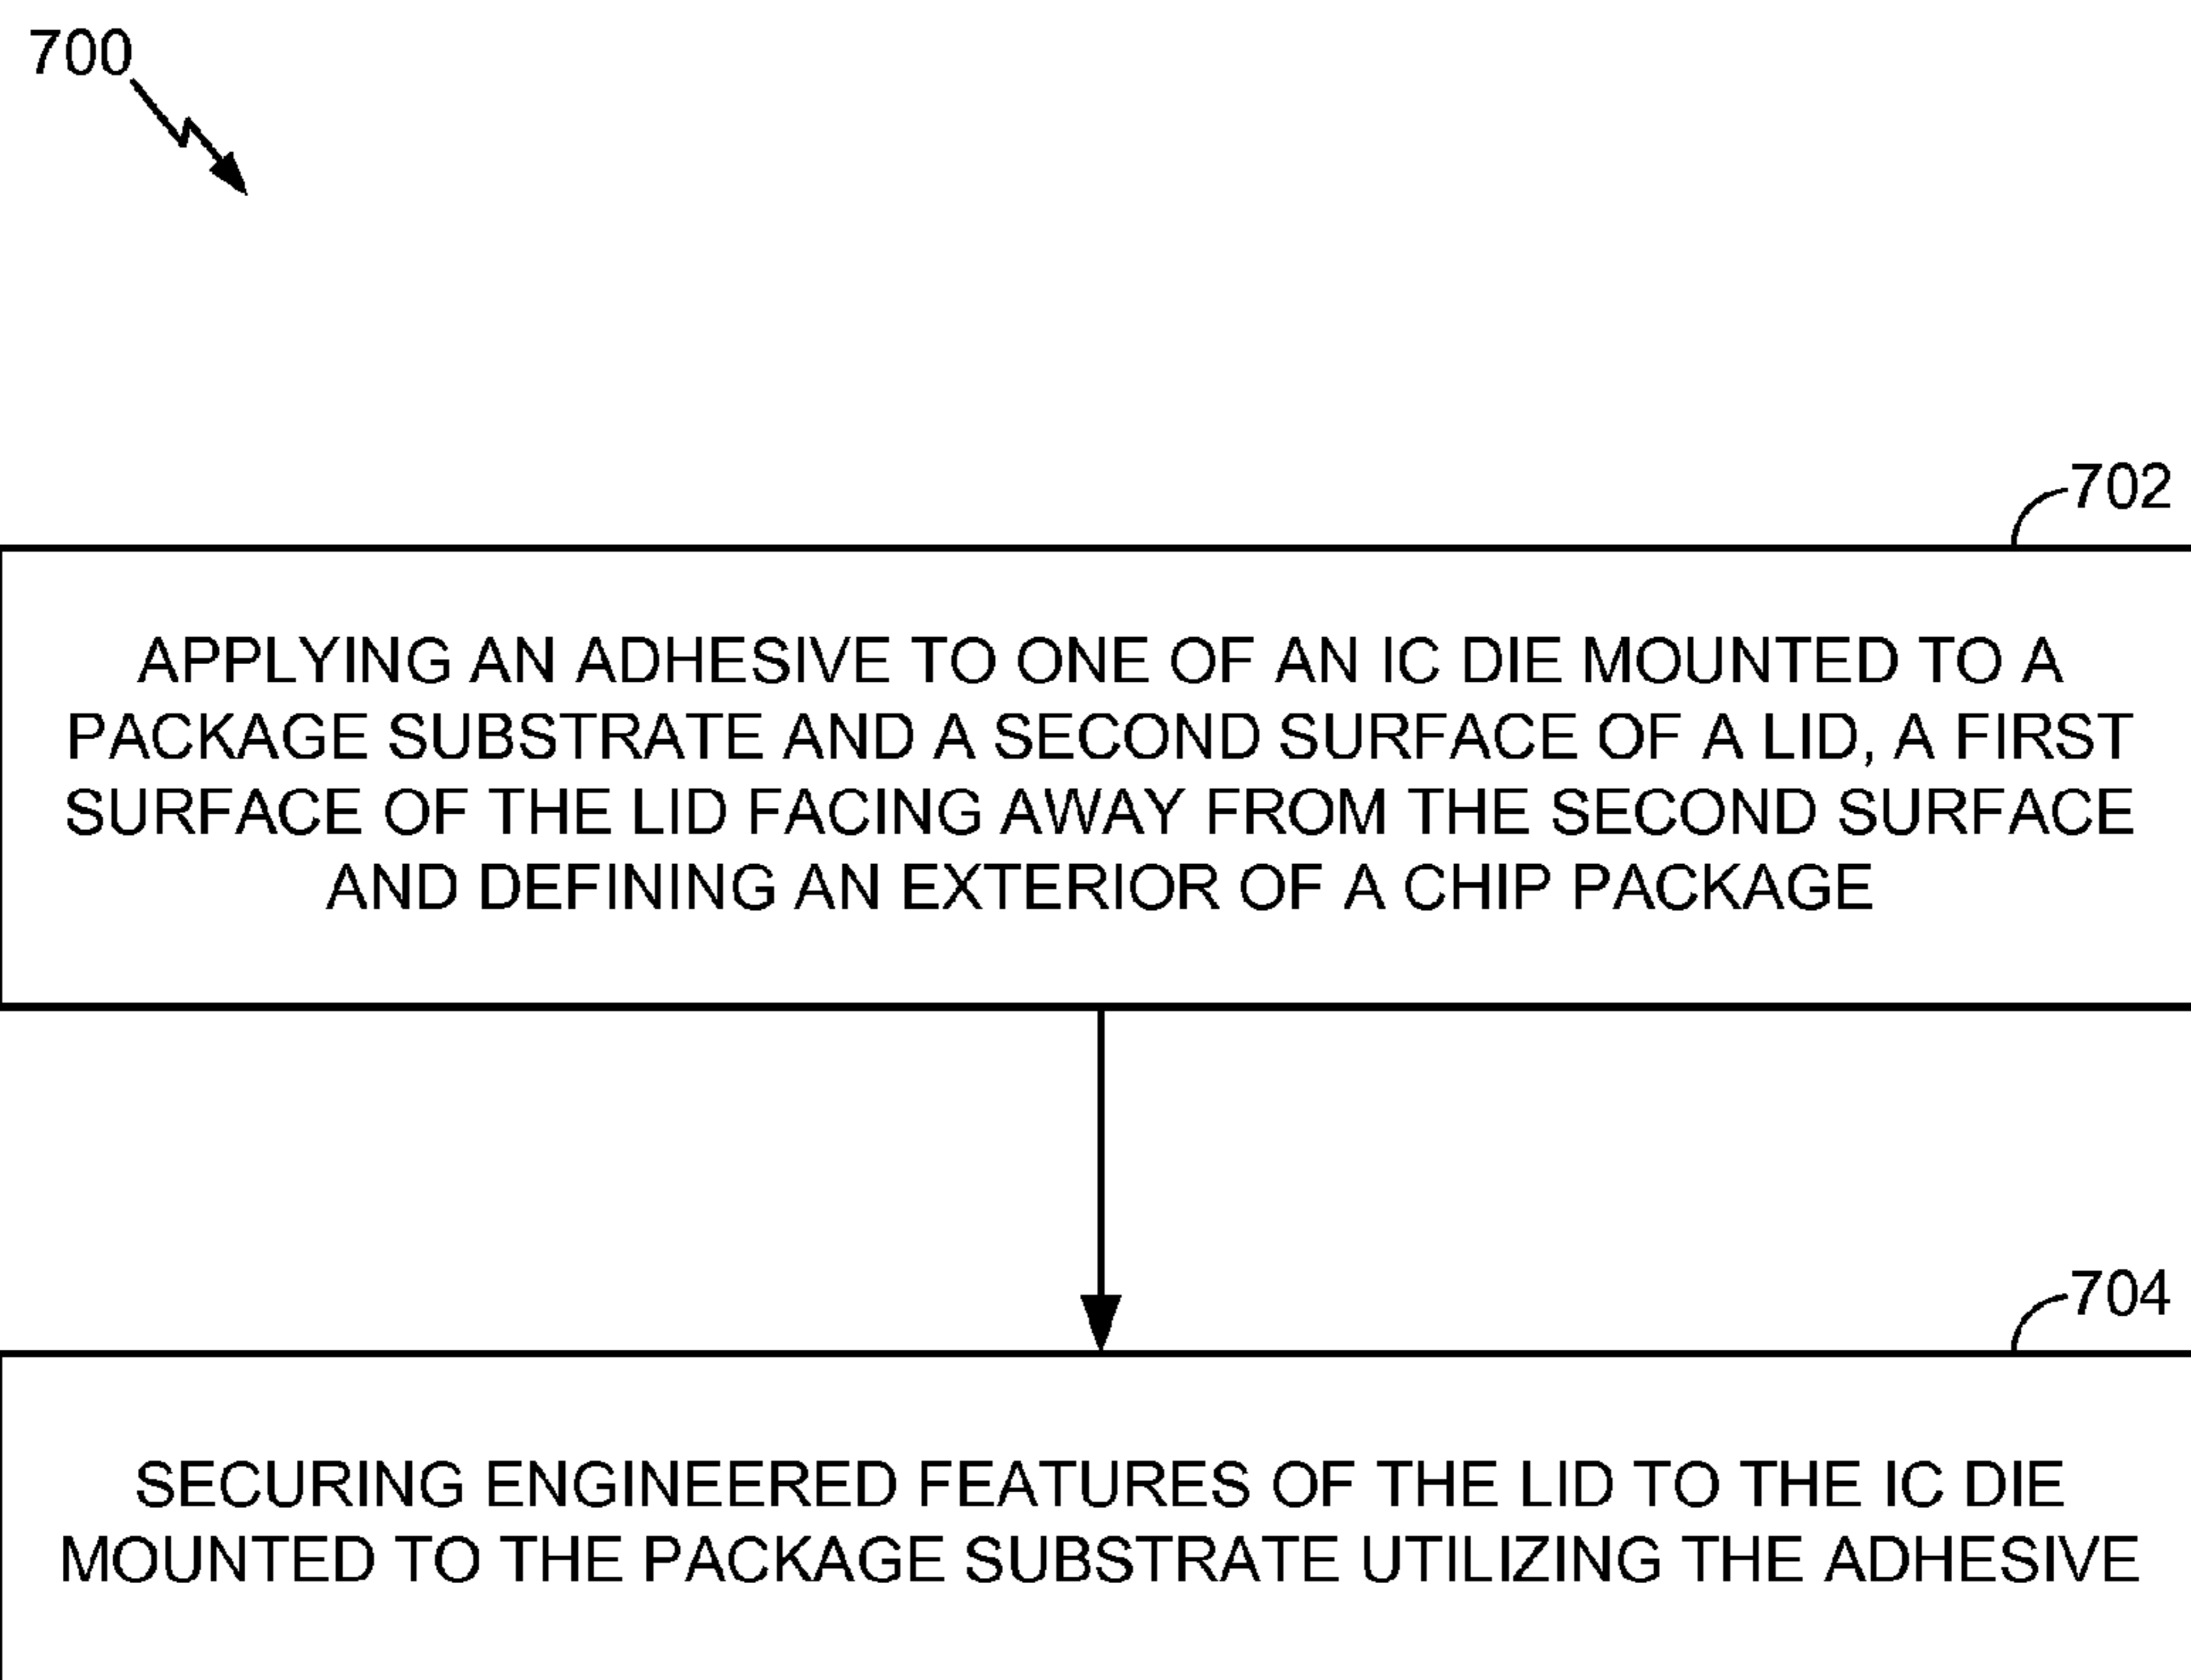 700
702
APPLYING AN ADHESIVE TO ONE OF AN IC DIE MOUNTED TO A
PACKAGE SUBSTRATE AND A SECOND SURFACE OF A LID, A FIRST
SURFACE OF THE LID FACING AWAY FROM THE SECOND SURFACE
AND DEFINING AN EXTERIOR OF A CHIP PACKAGE
704
SECURING ENGINEERED FEATURES OF THE LID TO THE IC DIE
MOUNTED TO THE PACKAGE SUBSTRATE UTILIZING THE ADHESIVE